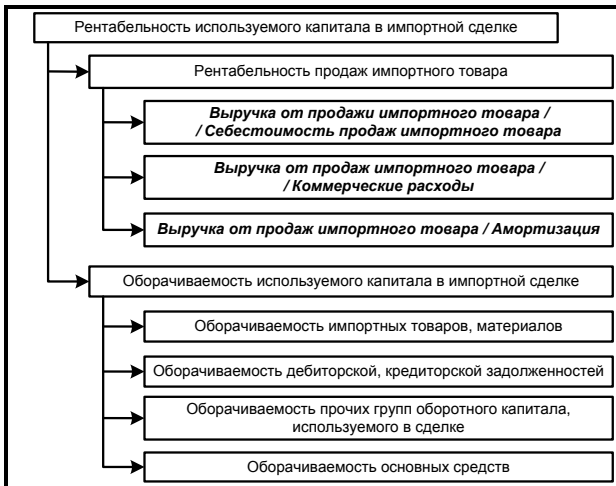 Рентабельность используемого капитала в импортной сделке
Рентабельность продаж импортного товара
Выручка от продажи импортного товара /
/ Себестоимость продаж импортного товара
Выручка от продаж импортного товара /
/ Коммерческие расходы
Выручка от продаж импортного товара / Амортизация
Оборачиваемость используемого капитала в импортной сделке
Оборачиваемость импортных товаров, материалов
Оборачиваемость дебиторской, кредиторской задолженностей
Оборачиваемость прочих групп оборотного капитала,
используемого в сделке
Оборачиваемость основных средств